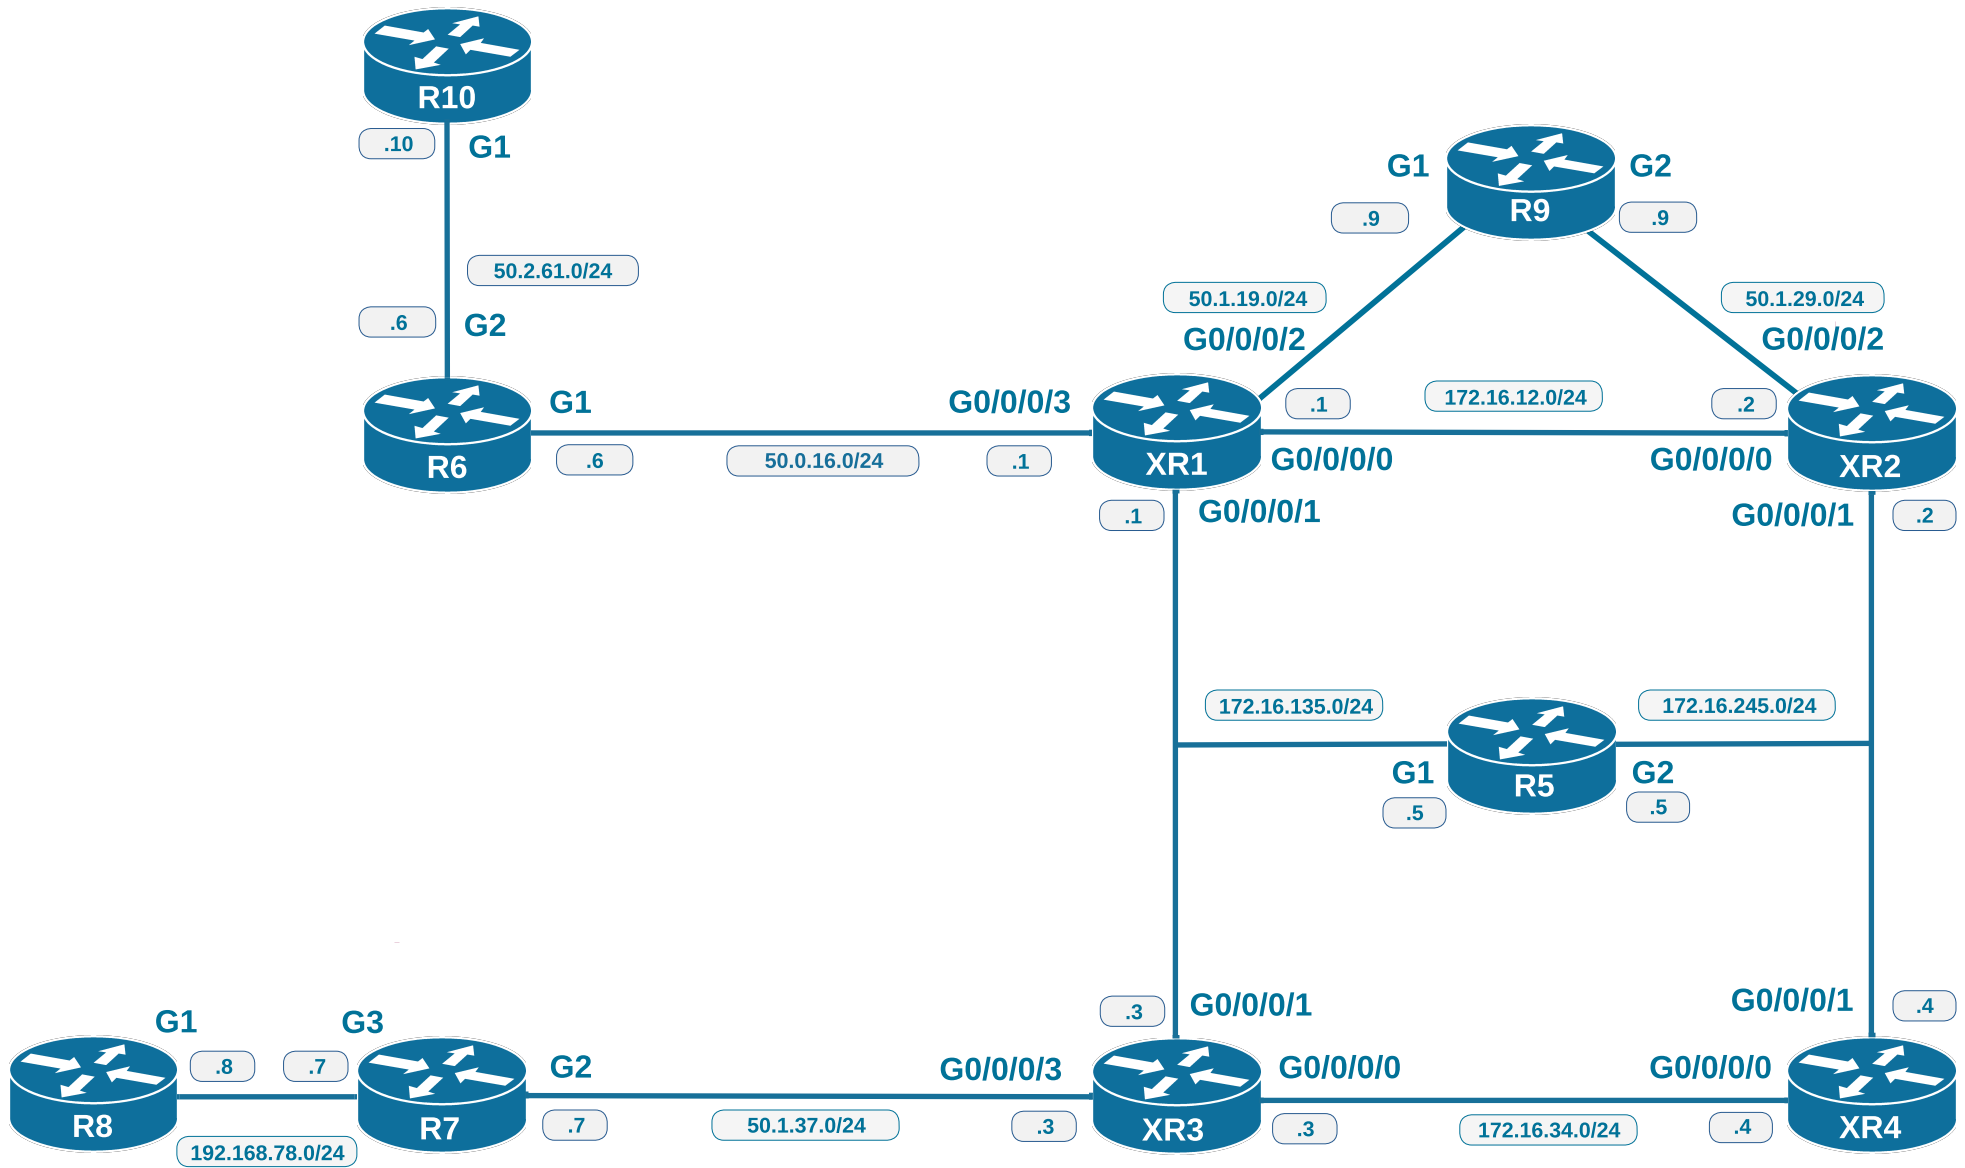 R10
.10
G1
50.2.61.0/24
.6
G2
R6
G1
.6
50.0.16.0/24
G0/0/0/3
.1
G1
R9
G2
.9
.9
50.1.19.0/24
50.1.29.0/24
G0/0/0/2
G0/0/0/2
.1
172.16.12.0/24
.2
XR1
G0/0/0/0
G0/0/0/0
XR2
.1
G0/0/0/1
G0/0/0/1
.2
172.16.135.0/24
172.16.245.0/24
G1
R5
G2
.5
.5
.3
G0/0/0/1
G0/0/0/1
.4
G1
G3
R8
.8
.7
192.168.78.0/24
R7
G2
.7
50.1.37.0/24
G0/0/0/3
.3
XR3
G0/0/0/0
.3
172.16.34.0/24
G0/0/0/0
.4
XR4